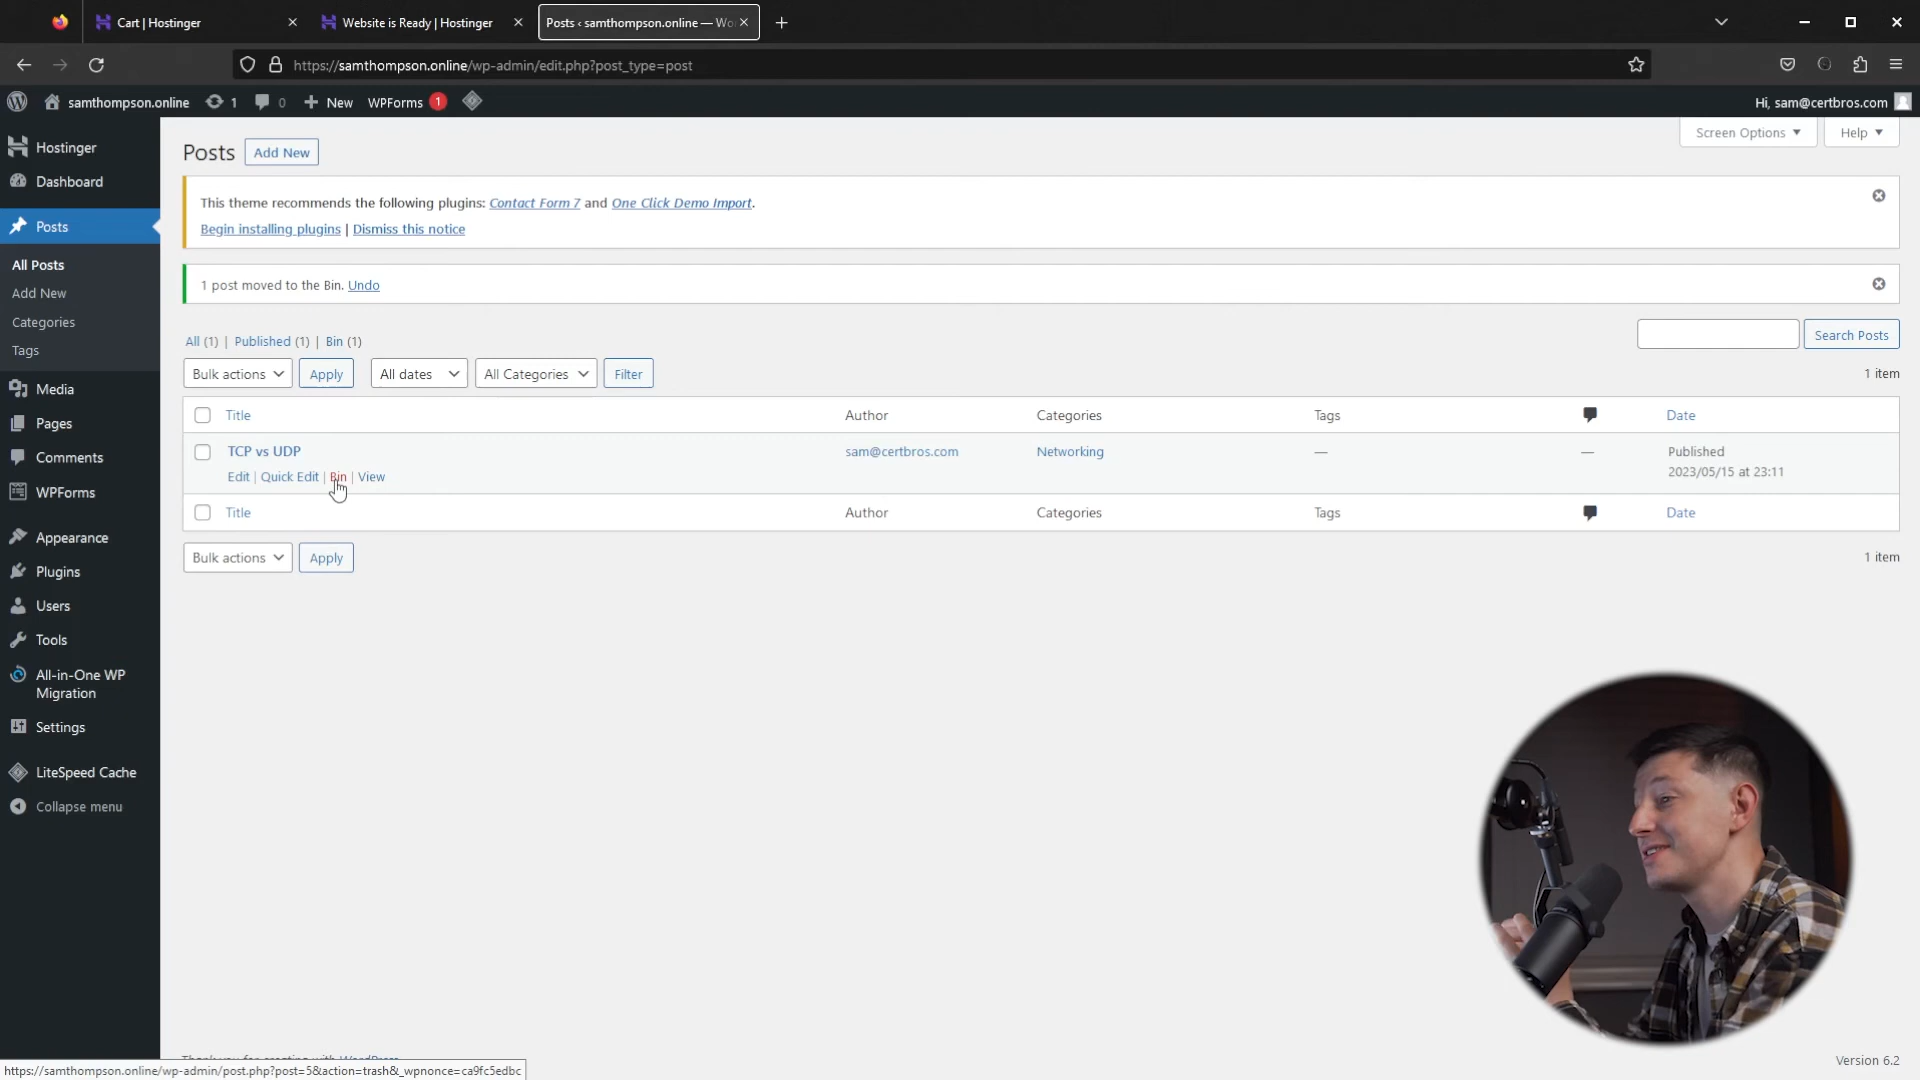 Cart | Hostinger
Website is Ready | Hostinger
Posts ‹ samthompson.online — Wo
https://samthompson.online/wp-admin/edit.php?post_type=post
samthompson.online 1 0 New WPForms 1
Hi, sam@certbros.com
Screen Options Help
Hostinger
Dashboard
Posts
All Posts
Add New
Categories
Tags
Media
Pages
Comments
WPForms
Appearance
Plugins
Users
Tools
All-in-One WP
Migration
Settings
LiteSpeed Cache
Collapse menu
Posts Add New
This theme recommends the following plugins: Contact Form 7 and One Click Demo Import.
Begin installing plugins | Dismiss this notice
1 post moved to the Bin. Undo
All (1) | Published (1) | Bin (1)
Search Posts
Bulk actions Apply All dates All Categories Filter
1 item
Title Author Categories Tags Date
TCP vs UDP sam@certbros.com Networking — — Published
2023/05/15 at 23:11
Edit | Quick Edit | Bin | View
Title Author Categories Tags Date
Bulk actions Apply
1 item
Thank you for creating with WordPress
Version 6.2
https://samthompson.online/wp-admin/post.php?post=5&action=trash&_wpnonce=ca9fc5edbc